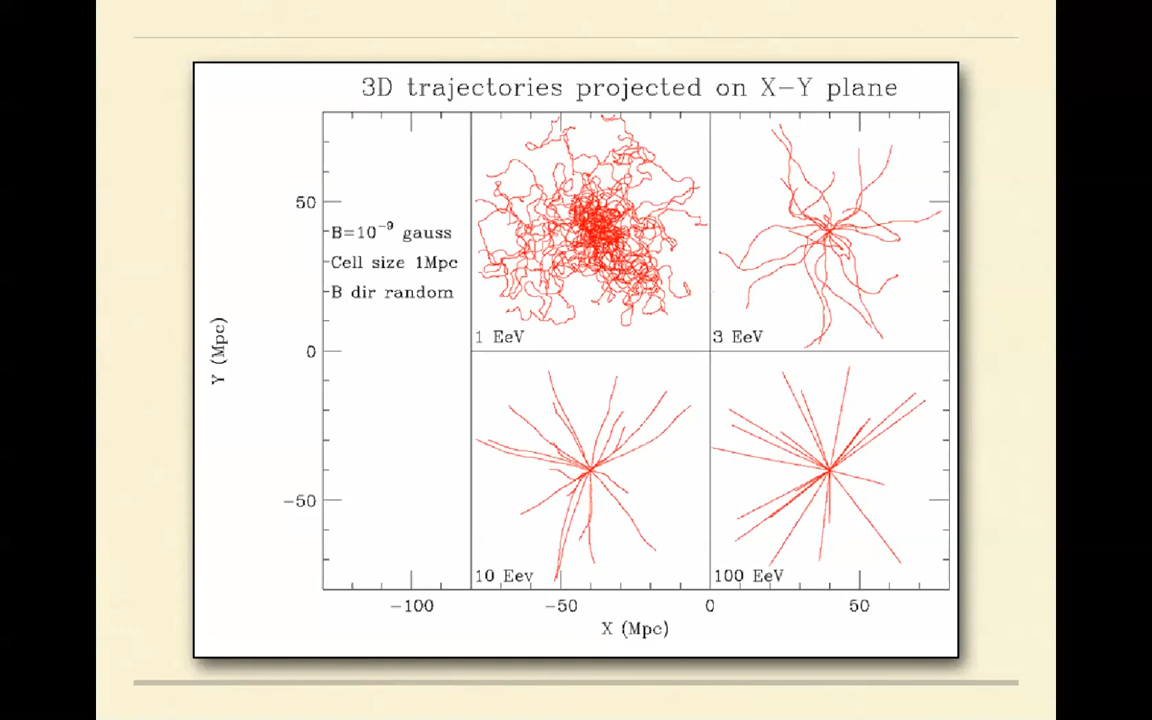 3D trajectories projected on X-Y plane
50
B=10⁻⁹ gauss
Cell size 1Mpc
B dir random
1 EeV
3 EeV
Y (Mpc)
0
-50
10 Eev
100 EeV
-100
-50
0
50
X (Mpc)